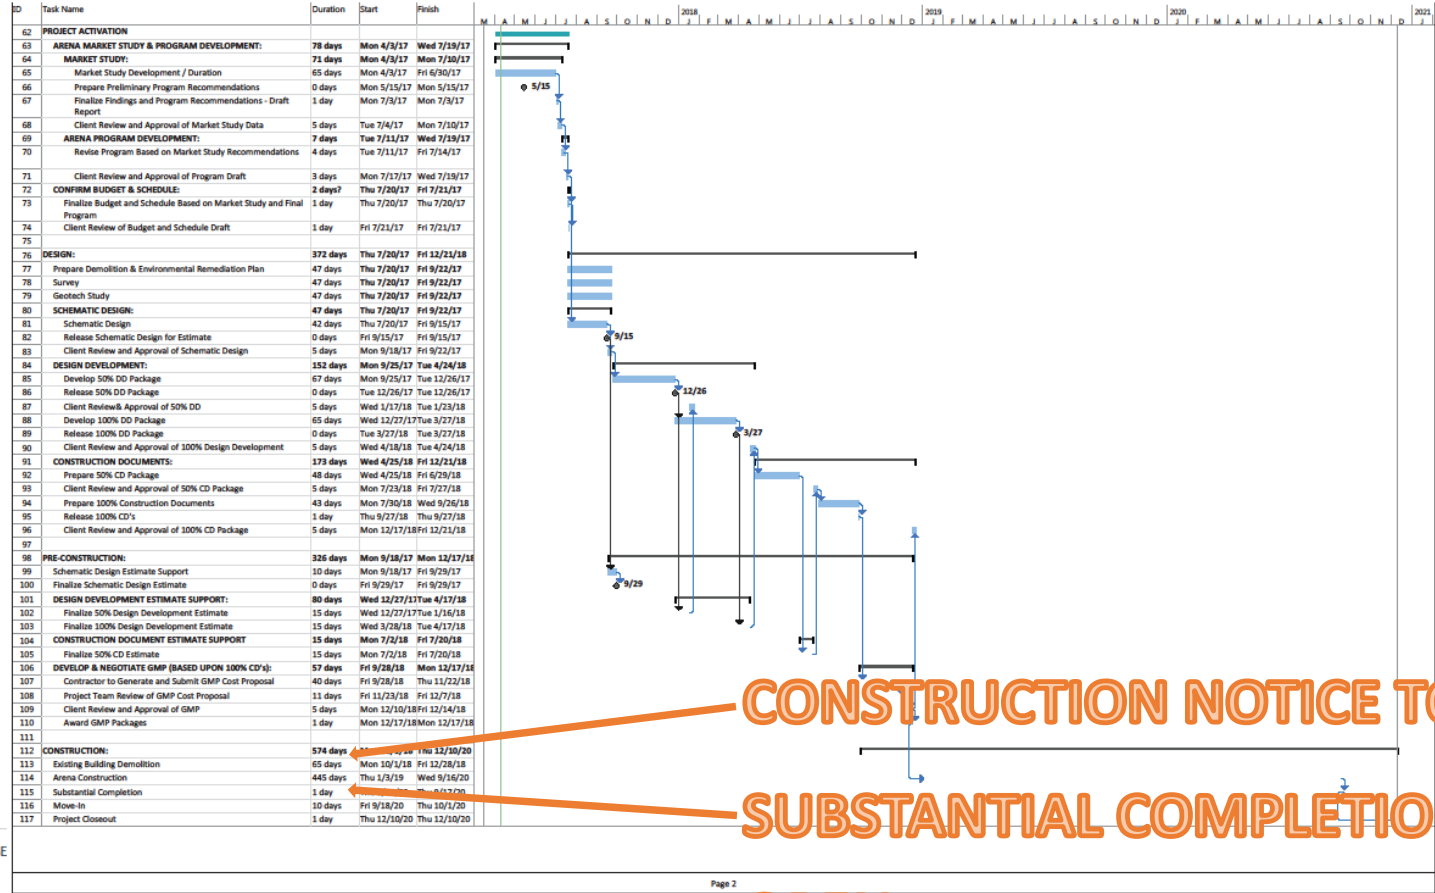 ID Task Name Duration Start Finish 2018 2019 2020 2021
M A M J J A S O N D J F M A M J J A S O N D J F M A M J J A S O N D J F M A M J J A S O N D J
62 PROJECT ACTIVATION
63 ARENA MARKET STUDY & PROGRAM DEVELOPMENT: 78 days Mon 4/3/17 Wed 7/19/17
64 MARKET STUDY: 71 days Mon 4/3/17 Mon 7/10/17
65 Market Study Development / Duration 65 days Mon 4/3/17 Fri 6/30/17
66 Prepare Preliminary Program Recommendations 0 days Mon 5/15/17 Mon 5/15/17 5/15
67 Finalize Findings and Program Recommendations - Draft 1 day Mon 7/3/17 Mon 7/3/17
Report
68 Client Review and Approval of Market Study Data 5 days Tue 7/4/17 Mon 7/10/17
69 ARENA PROGRAM DEVELOPMENT: 7 days Tue 7/11/17 Wed 7/19/17
70 Revise Program Based on Market Study Recommendations 4 days Tue 7/11/17 Fri 7/14/17
71 Client Review and Approval of Program Draft 3 days Mon 7/17/17 Wed 7/19/17
72 CONFIRM BUDGET & SCHEDULE: 2 days? Thu 7/20/17 Fri 7/21/17
73 Finalize Budget and Schedule Based on Market Study and Final 1 day Thu 7/20/17 Thu 7/20/17
Program
74 Client Review of Budget and Schedule Draft 1 day Fri 7/21/17 Fri 7/21/17
75
76 DESIGN: 372 days Thu 7/20/17 Fri 12/21/18
77 Prepare Demolition & Environmental Remediation Plan 47 days Thu 7/20/17 Fri 9/22/17
78 Survey 47 days Thu 7/20/17 Fri 9/22/17
79 Geotech Study 47 days Thu 7/20/17 Fri 9/22/17
80 SCHEMATIC DESIGN: 47 days Thu 7/20/17 Fri 9/22/17
81 Schematic Design 42 days Thu 7/20/17 Fri 9/15/17
82 Release Schematic Design for Estimate 0 days Fri 9/15/17 Fri 9/15/17 9/15
83 Client Review and Approval of Schematic Design 5 days Mon 9/18/17 Fri 9/22/17
84 DESIGN DEVELOPMENT: 152 days Mon 9/25/17 Tue 4/24/18
85 Develop 50% DD Package 67 days Mon 9/25/17 Tue 12/26/17
86 Release 50% DD Package 0 days Tue 12/26/17 Tue 12/26/17 12/26
87 Client Review& Approval of 50% DD 5 days Wed 1/17/18 Tue 1/23/18
88 Develop 100% DD Package 65 days Wed 12/27/17 Tue 3/27/18
89 Release 100% DD Package 0 days Tue 3/27/18 Tue 3/27/18 3/27
90 Client Review and Approval of 100% Design Development 5 days Wed 4/18/18 Tue 4/24/18
91 CONSTRUCTION DOCUMENTS: 173 days Wed 4/25/18 Fri 12/21/18
92 Prepare 50% CD Package 48 days Wed 4/25/18 Fri 6/29/18
93 Client Review and Approval of 50% CD Package 5 days Mon 7/23/18 Fri 7/27/18
94 Prepare 100% Construction Documents 43 days Mon 7/30/18 Wed 9/26/18
95 Release 100% CD's 1 day Thu 9/27/18 Thu 9/27/18
96 Client Review and Approval of 100% CD Package 5 days Mon 12/17/18 Fri 12/21/18
97
98 PRE-CONSTRUCTION: 326 days Mon 9/18/17 Mon 12/17/18
99 Schematic Design Estimate Support 10 days Mon 9/18/17 Fri 9/29/17
100 Finalize Schematic Design Estimate 0 days Fri 9/29/17 Fri 9/29/17 9/29
101 DESIGN DEVELOPMENT ESTIMATE SUPPORT: 80 days Wed 12/27/17 Tue 4/17/18
102 Finalize 50% Design Development Estimate 15 days Wed 12/27/17 Tue 1/16/18
103 Finalize 100% Design Development Estimate 15 days Wed 3/28/18 Tue 4/17/18
104 CONSTRUCTION DOCUMENT ESTIMATE SUPPORT 15 days Mon 7/2/18 Fri 7/20/18
105 Finalize 50% CD Estimate 15 days Mon 7/2/18 Fri 7/20/18
106 DEVELOP & NEGOTIATE GMP (BASED UPON 100% CD's): 57 days Fri 9/28/18 Mon 12/17/18
107 Contractor to Generate and Submit GMP Cost Proposal 40 days Fri 9/28/18 Thu 11/22/18
108 Project Team Review of GMP Cost Proposal 11 days Fri 11/23/18 Fri 12/7/18
109 Client Review and Approval of GMP 5 days Mon 12/10/18 Fri 12/14/18
110 Award GMP Packages 1 day Mon 12/17/18 Mon 12/17/18
CONSTRUCTION NOTICE TO
111
112 CONSTRUCTION: 574 days Thu 12/10/20
113 Existing Building Demolition 65 days Mon 10/1/18 Fri 12/28/18
114 Arena Construction 445 days Thu 1/3/19 Wed 9/16/20
115 Substantial Completion 1 day 9/17/20
116 Move-In 10 days Fri 9/18/20 Thu 10/1/20
SUBSTANTIAL COMPLETIO
117 Project Closeout 1 day Thu 12/10/20 Thu 12/10/20
E
Page 2